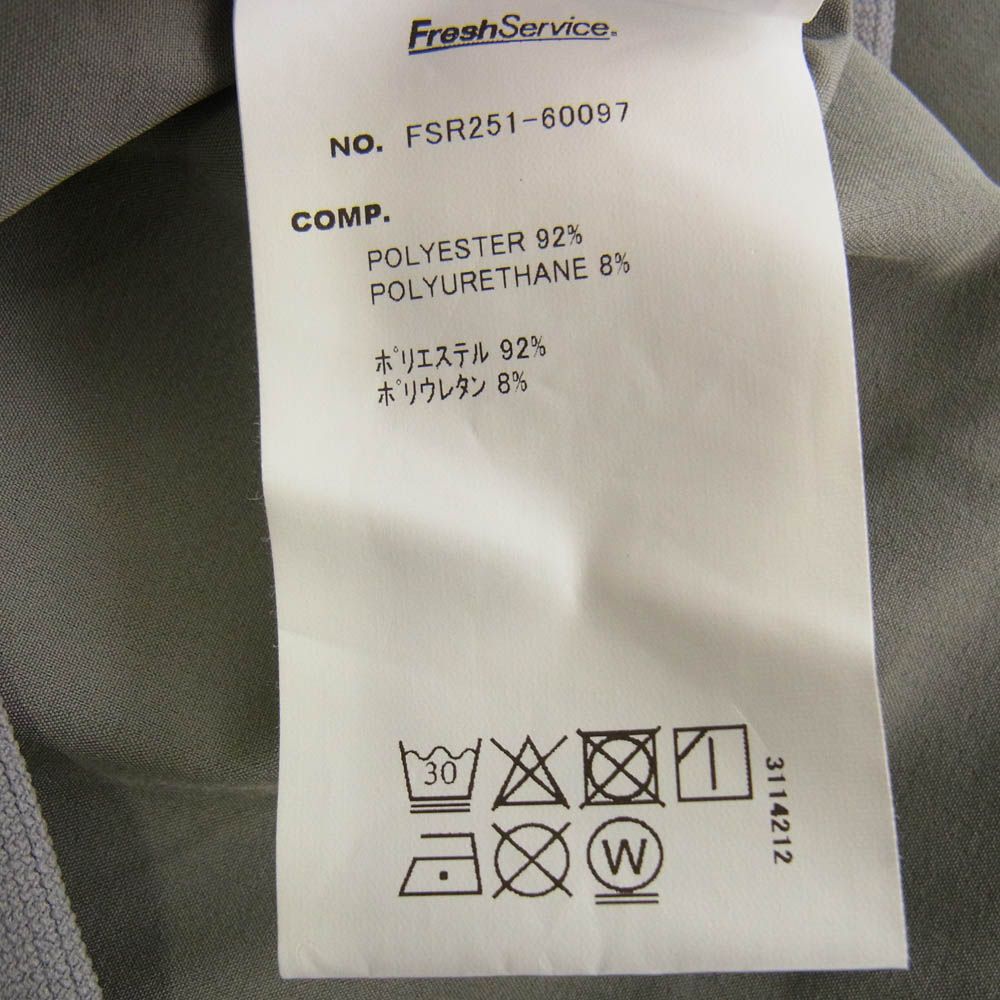 FreshService.
NO. FSR251-60097
COMP.
POLYESTER 92%
POLYURETHANE 8%
ポリエステル 92%
ポリウレタン 8%
30
W
3114212